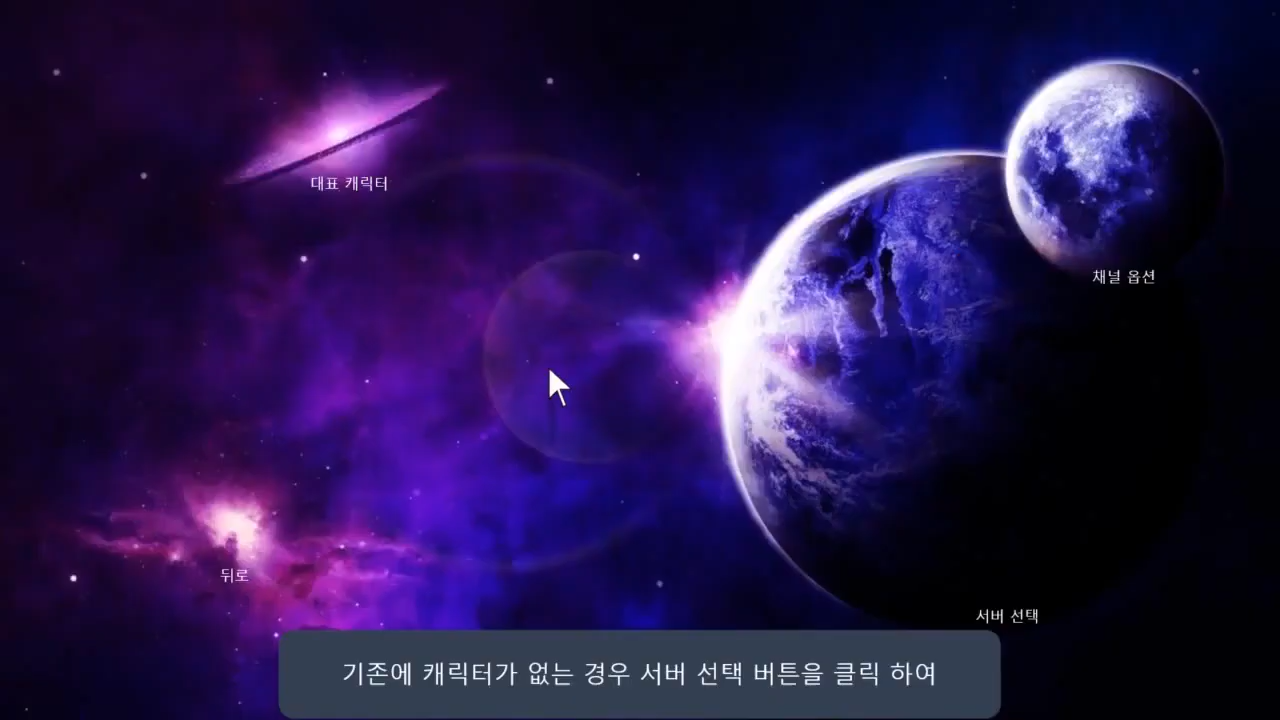 대표 캐릭터
채널 옵션
뒤로
서버 선택
기존에 캐릭터가 없는 경우 서버 선택 버튼을 클릭 하여